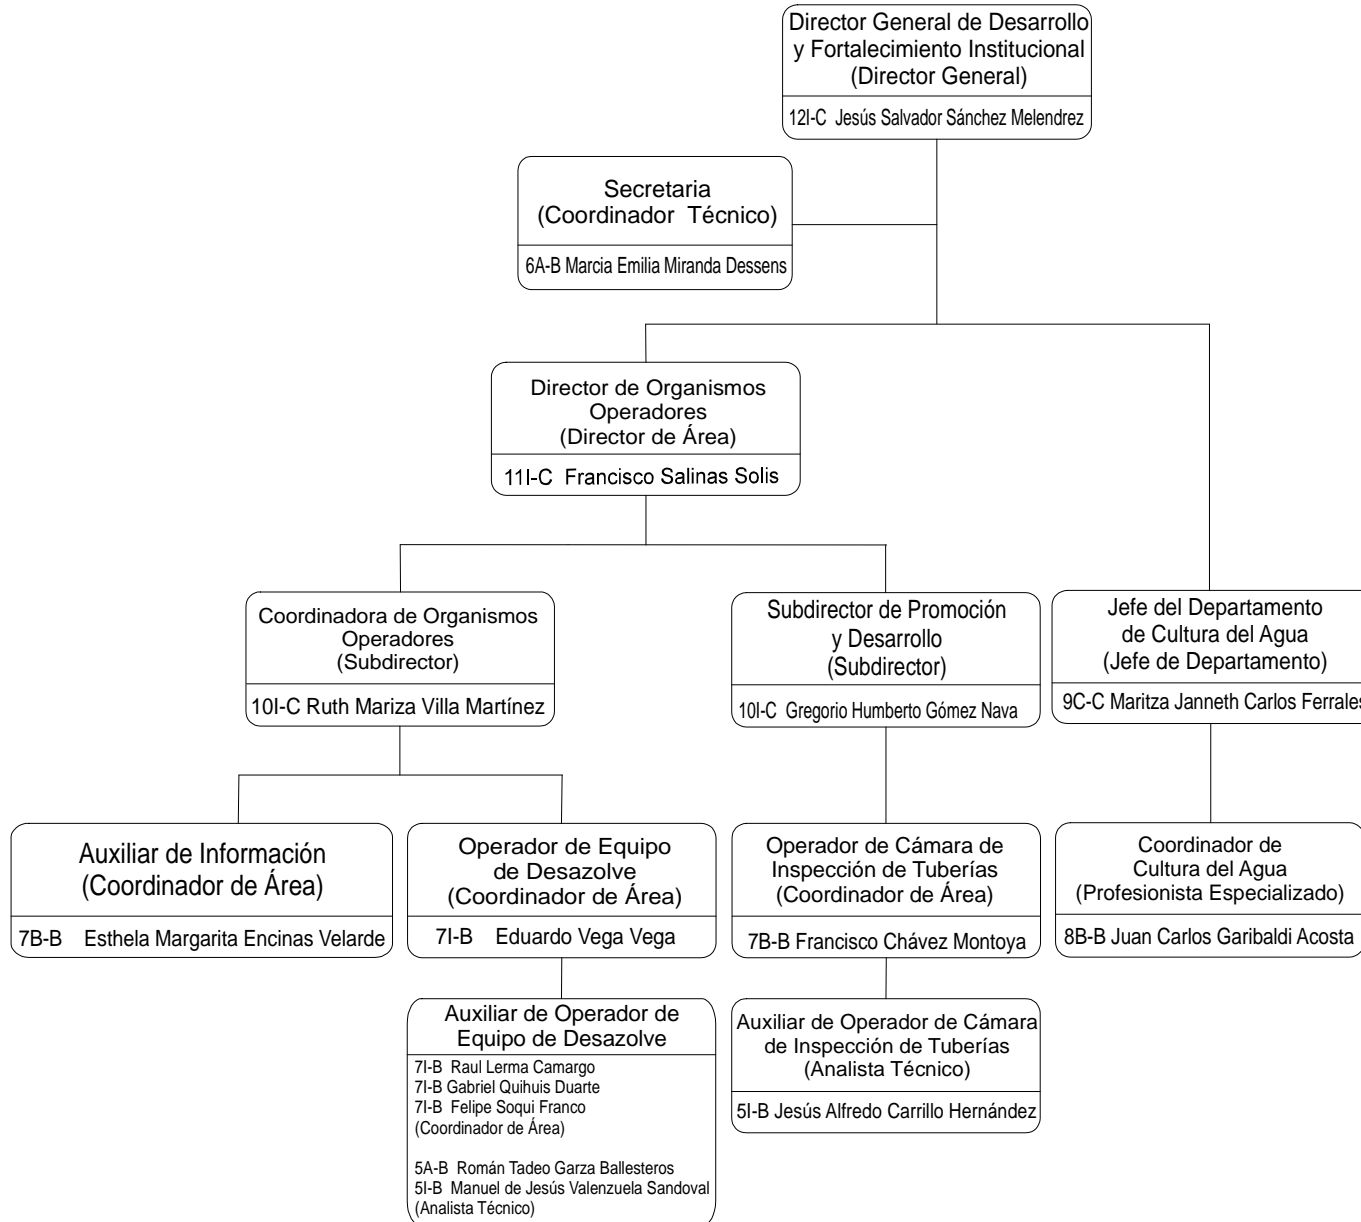 Director General de Desarrollo
y Fortalecimiento Institucional
(Director General)
12I-C Jesús Salvador Sánchez Melendrez
Secretaria
(Coordinador Técnico)
6A-B Marcia Emilia Miranda Dessens
Director de Organismos
Operadores
(Director de Área)
11I-C Francisco Salinas Solis
Coordinadora de Organismos
Operadores
(Subdirector)
10I-C Ruth Mariza Villa Martínez
Subdirector de Promoción
y Desarrollo
(Subdirector)
10I-C Gregorio Humberto Gómez Nava
Jefe del Departamento
de Cultura del Agua
(Jefe de Departamento)
9C-C Maritza Janneth Carlos Ferrales
Auxiliar de Información
(Coordinador de Área)
7B-B Esthela Margarita Encinas Velarde
Operador de Equipo
de Desazolve
(Coordinador de Área)
7I-B Eduardo Vega Vega
Operador de Cámara de
Inspección de Tuberías
(Coordinador de Área)
7B-B Francisco Chávez Montoya
Coordinador de
Cultura del Agua
(Profesionista Especializado)
8B-B Juan Carlos Garibaldi Acosta
Auxiliar de Operador de
Equipo de Desazolve
7I-B Raul Lerma Camargo
7I-B Gabriel Quihuis Duarte
7I-B Felipe Soqui Franco
(Coordinador de Área)
5A-B Román Tadeo Garza Ballesteros
5I-B Manuel de Jesús Valenzuela Sandoval
(Analista Técnico)
Auxiliar de Operador de Cámara
de Inspección de Tuberías
(Analista Técnico)
5I-B Jesús Alfredo Carrillo Hernández